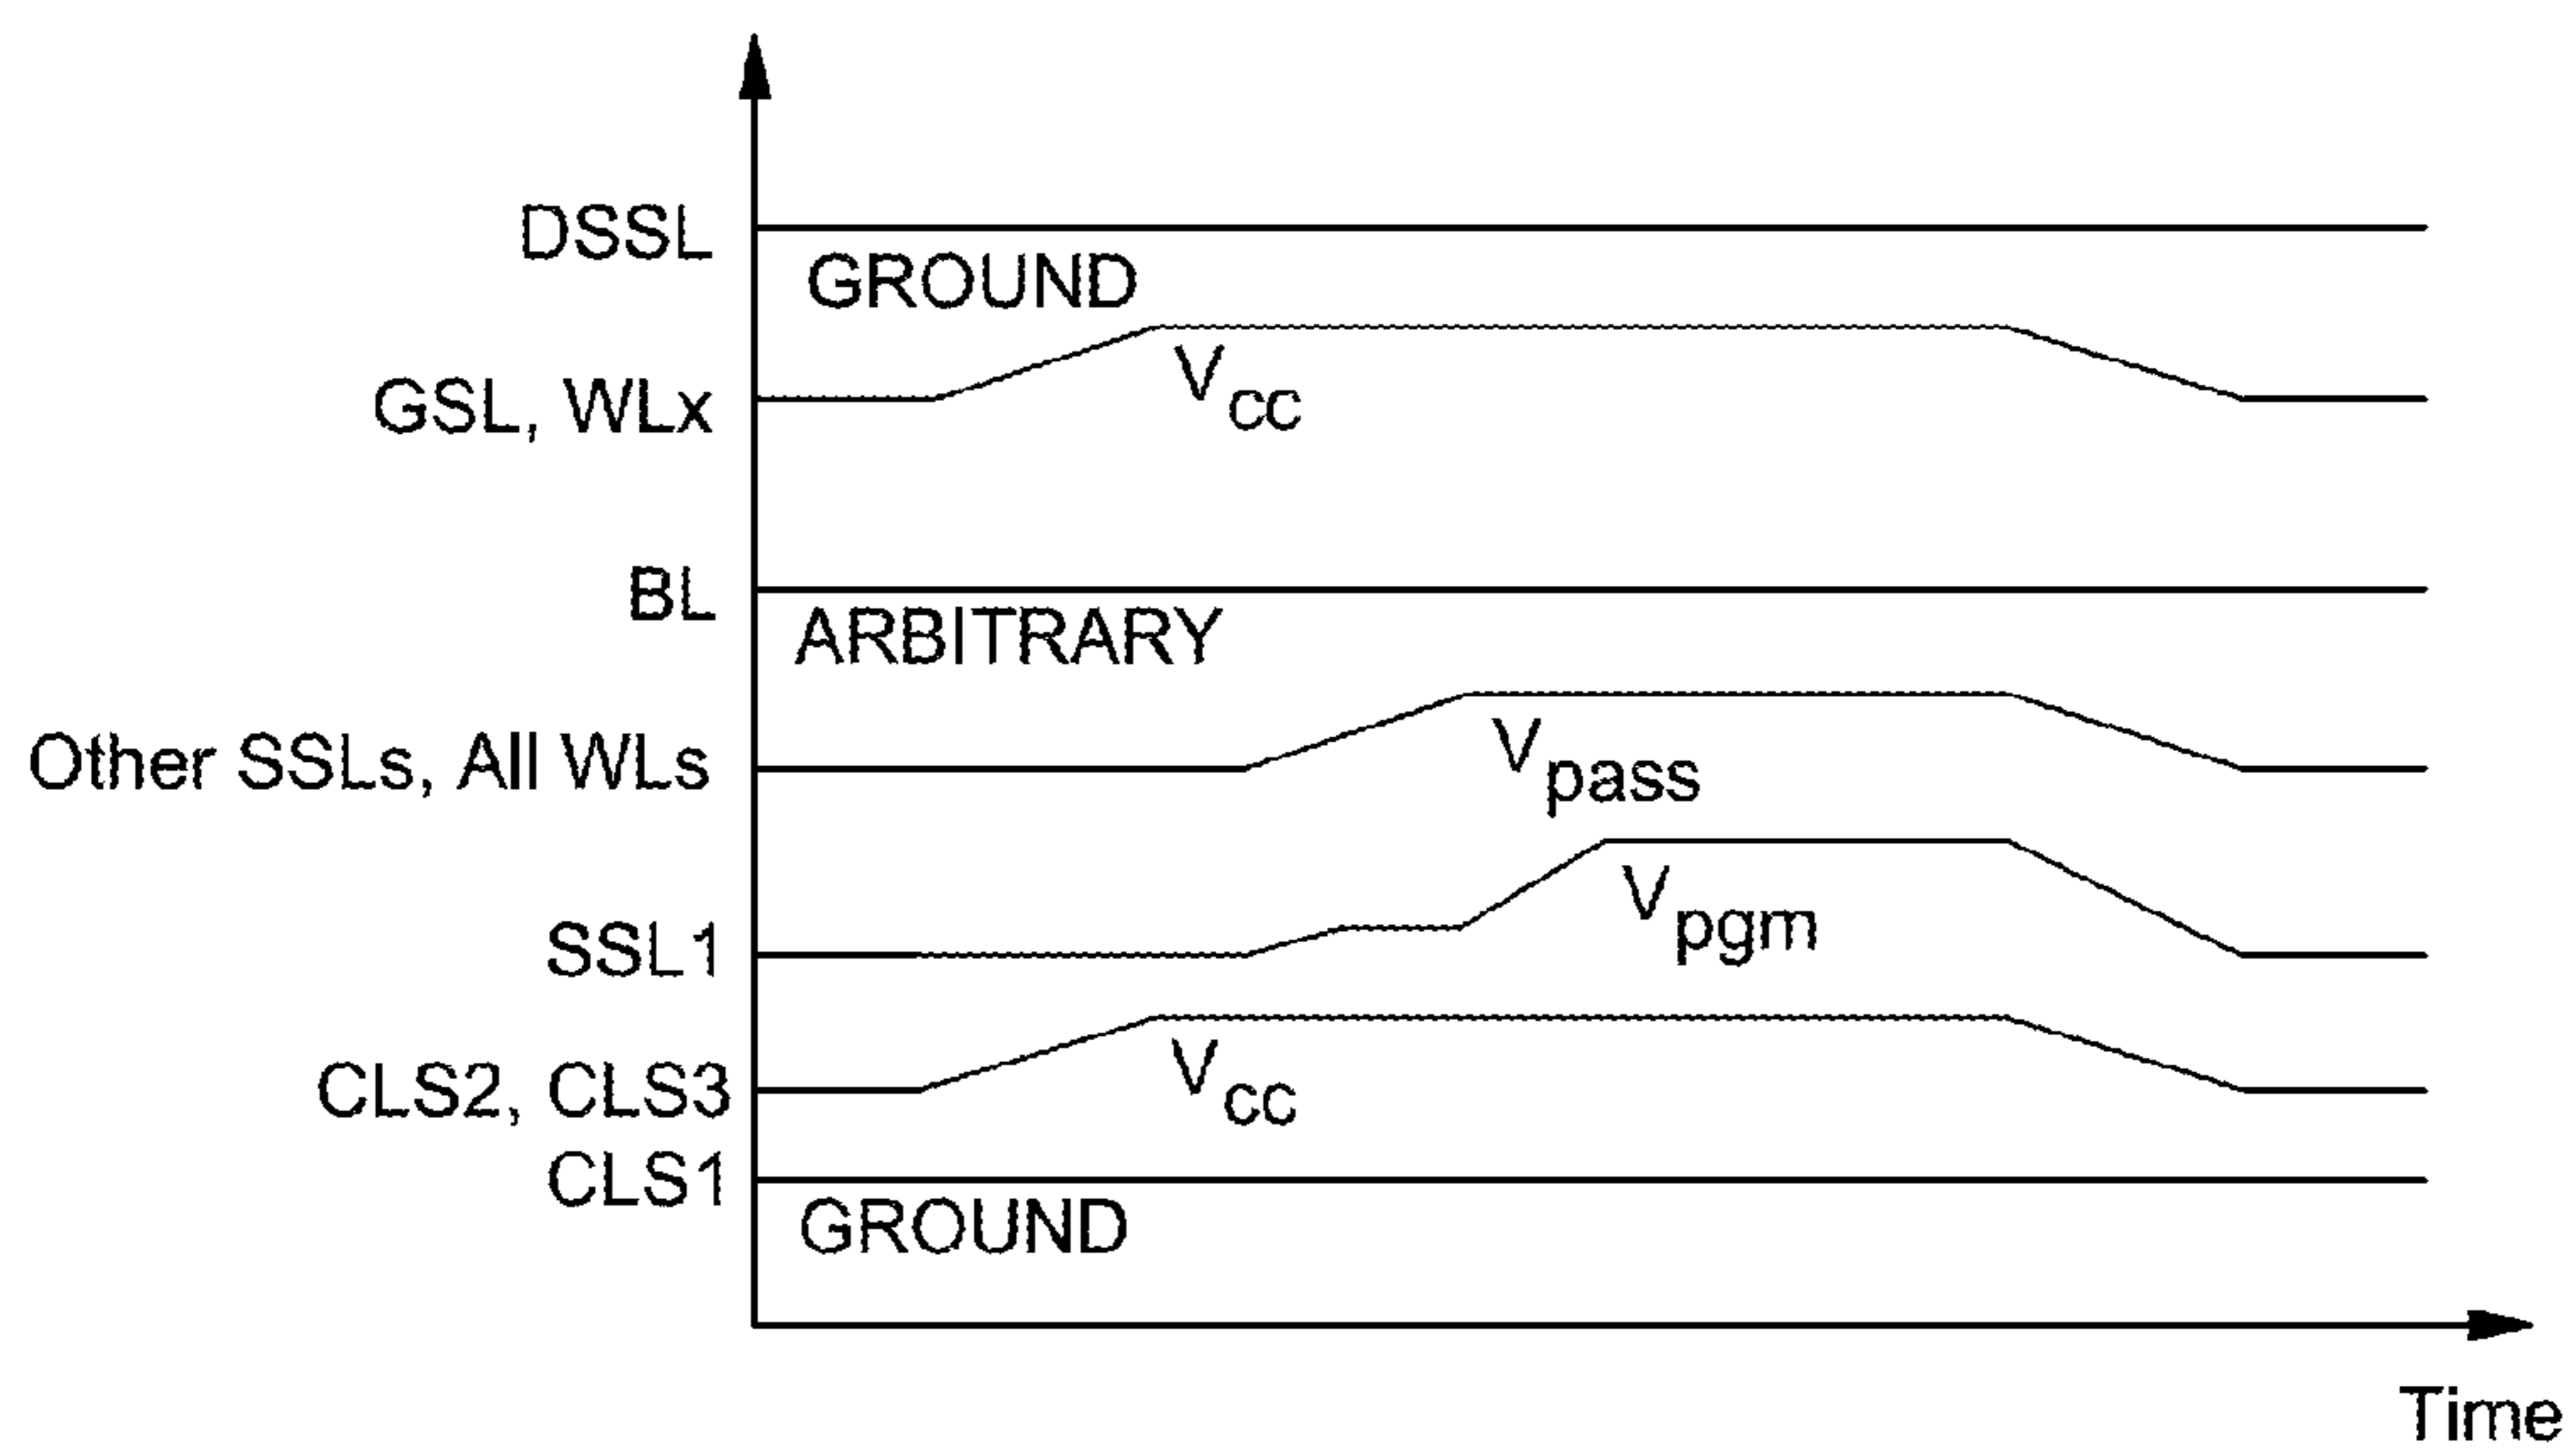 DSSL
GROUND
GSL, WLx
Vcc
BL
ARBITRARY
Other SSLs, All WLs
Vpass
SSL1
Vpgm
CLS2, CLS3
Vcc
CLS1
GROUND
Time